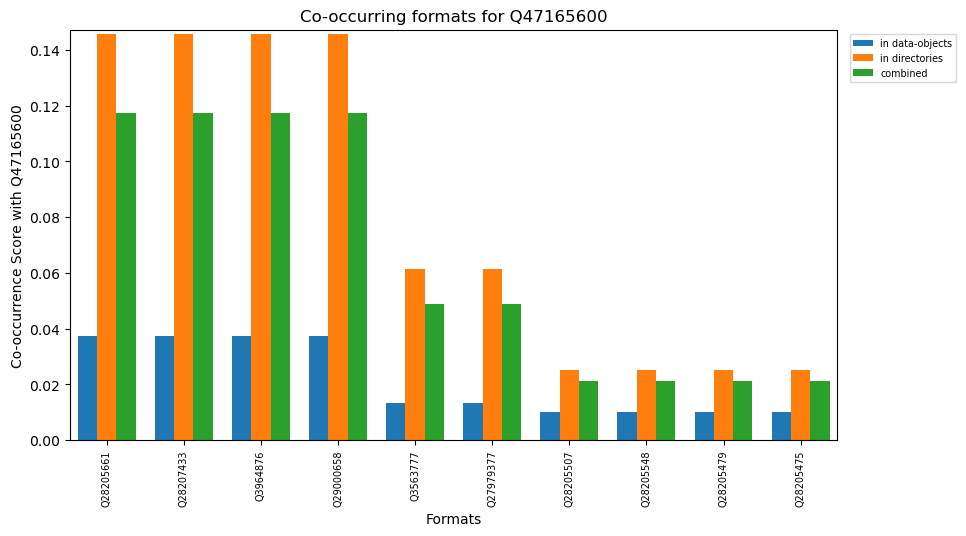 Co-occurring formats for Q47165600
Co-occurrence Score with Q47165600
0.14
0.12
0.10
0.08
0.06
0.04
0.02
0.00
Q28205661
Q28207433
Q3964876
Q29000658
Q3563777
Q27979377
Q28205507
Q28205548
Q28205479
Q28205475
Formats
in data-objects
in directories
combined